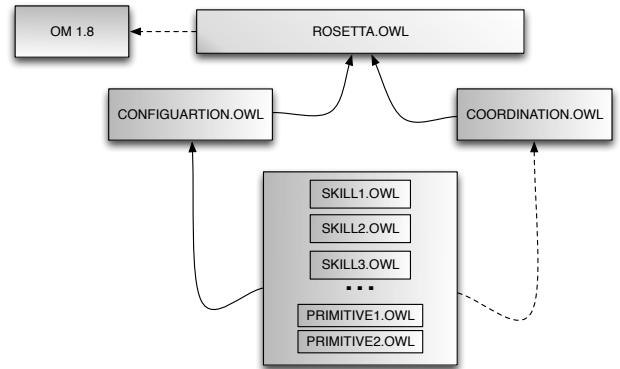 OM 1.8
ROSETTA.OWL
CONFIGUARTION.OWL
COORDINATION.OWL
SKILL1.OWL
SKILL2.OWL
SKILL3.OWL
...
PRIMITIVE1.OWL
PRIMITIVE2.OWL